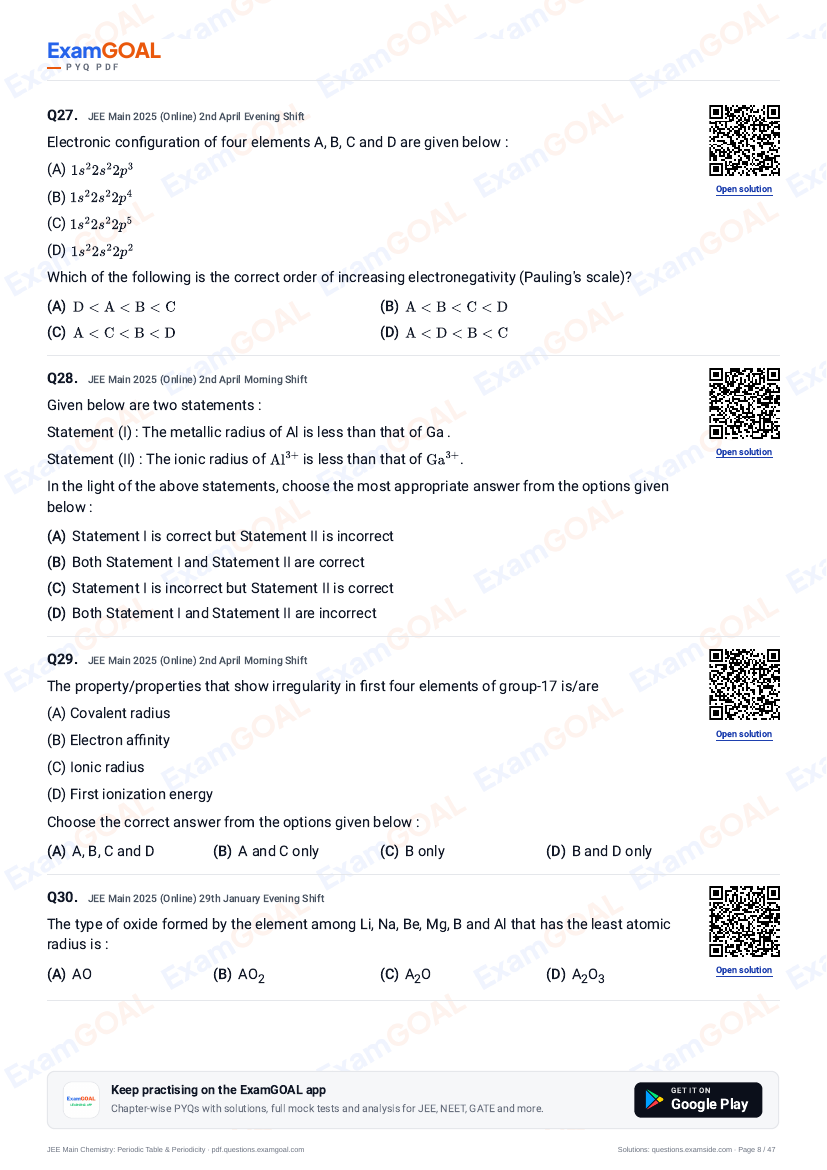 ExamGOAL
PYQ PDF
Q27. JEE Main 2025 (Online) 2nd April Evening Shift
Electronic configuration of four elements A, B, C and D are given below :
(A) 1s²2s²2p³
(B) 1s²2s²2p⁴
(C) 1s²2s²2p⁵
(D) 1s²2s²2p²
Which of the following is the correct order of increasing electronegativity (Pauling's scale)?
(A) D < A < B < C
(B) A < B < C < D
(C) A < C < B < D
(D) A < D < B < C
Open solution
Q28. JEE Main 2025 (Online) 2nd April Morning Shift
Given below are two statements :
Statement (I) : The metallic radius of Al is less than that of Ga .
Statement (II) : The ionic radius of Al³⁺ is less than that of Ga³⁺.
In the light of the above statements, choose the most appropriate answer from the options given
below :
(A) Statement I is correct but Statement II is incorrect
(B) Both Statement I and Statement II are correct
(C) Statement I is incorrect but Statement II is correct
(D) Both Statement I and Statement II are incorrect
Open solution
Q29. JEE Main 2025 (Online) 2nd April Morning Shift
The property/properties that show irregularity in first four elements of group-17 is/are
(A) Covalent radius
(B) Electron affinity
(C) Ionic radius
(D) First ionization energy
Choose the correct answer from the options given below :
(A) A, B, C and D
(B) A and C only
(C) B only
(D) B and D only
Open solution
Q30. JEE Main 2025 (Online) 29th January Evening Shift
The type of oxide formed by the element among Li, Na, Be, Mg, B and Al that has the least atomic
radius is :
(A) AO
(B) AO₂
(C) A₂O
(D) A₂O₃
Open solution
ExamGOAL
Keep practising on the ExamGOAL app
Chapter-wise PYQs with solutions, full mock tests and analysis for JEE, NEET, GATE and more.
GET IT ON
Google Play
JEE Main Chemistry: Periodic Table & Periodicity · pdf.questions.examgoal.com
Solutions: questions.examside.com · Page 8 / 47